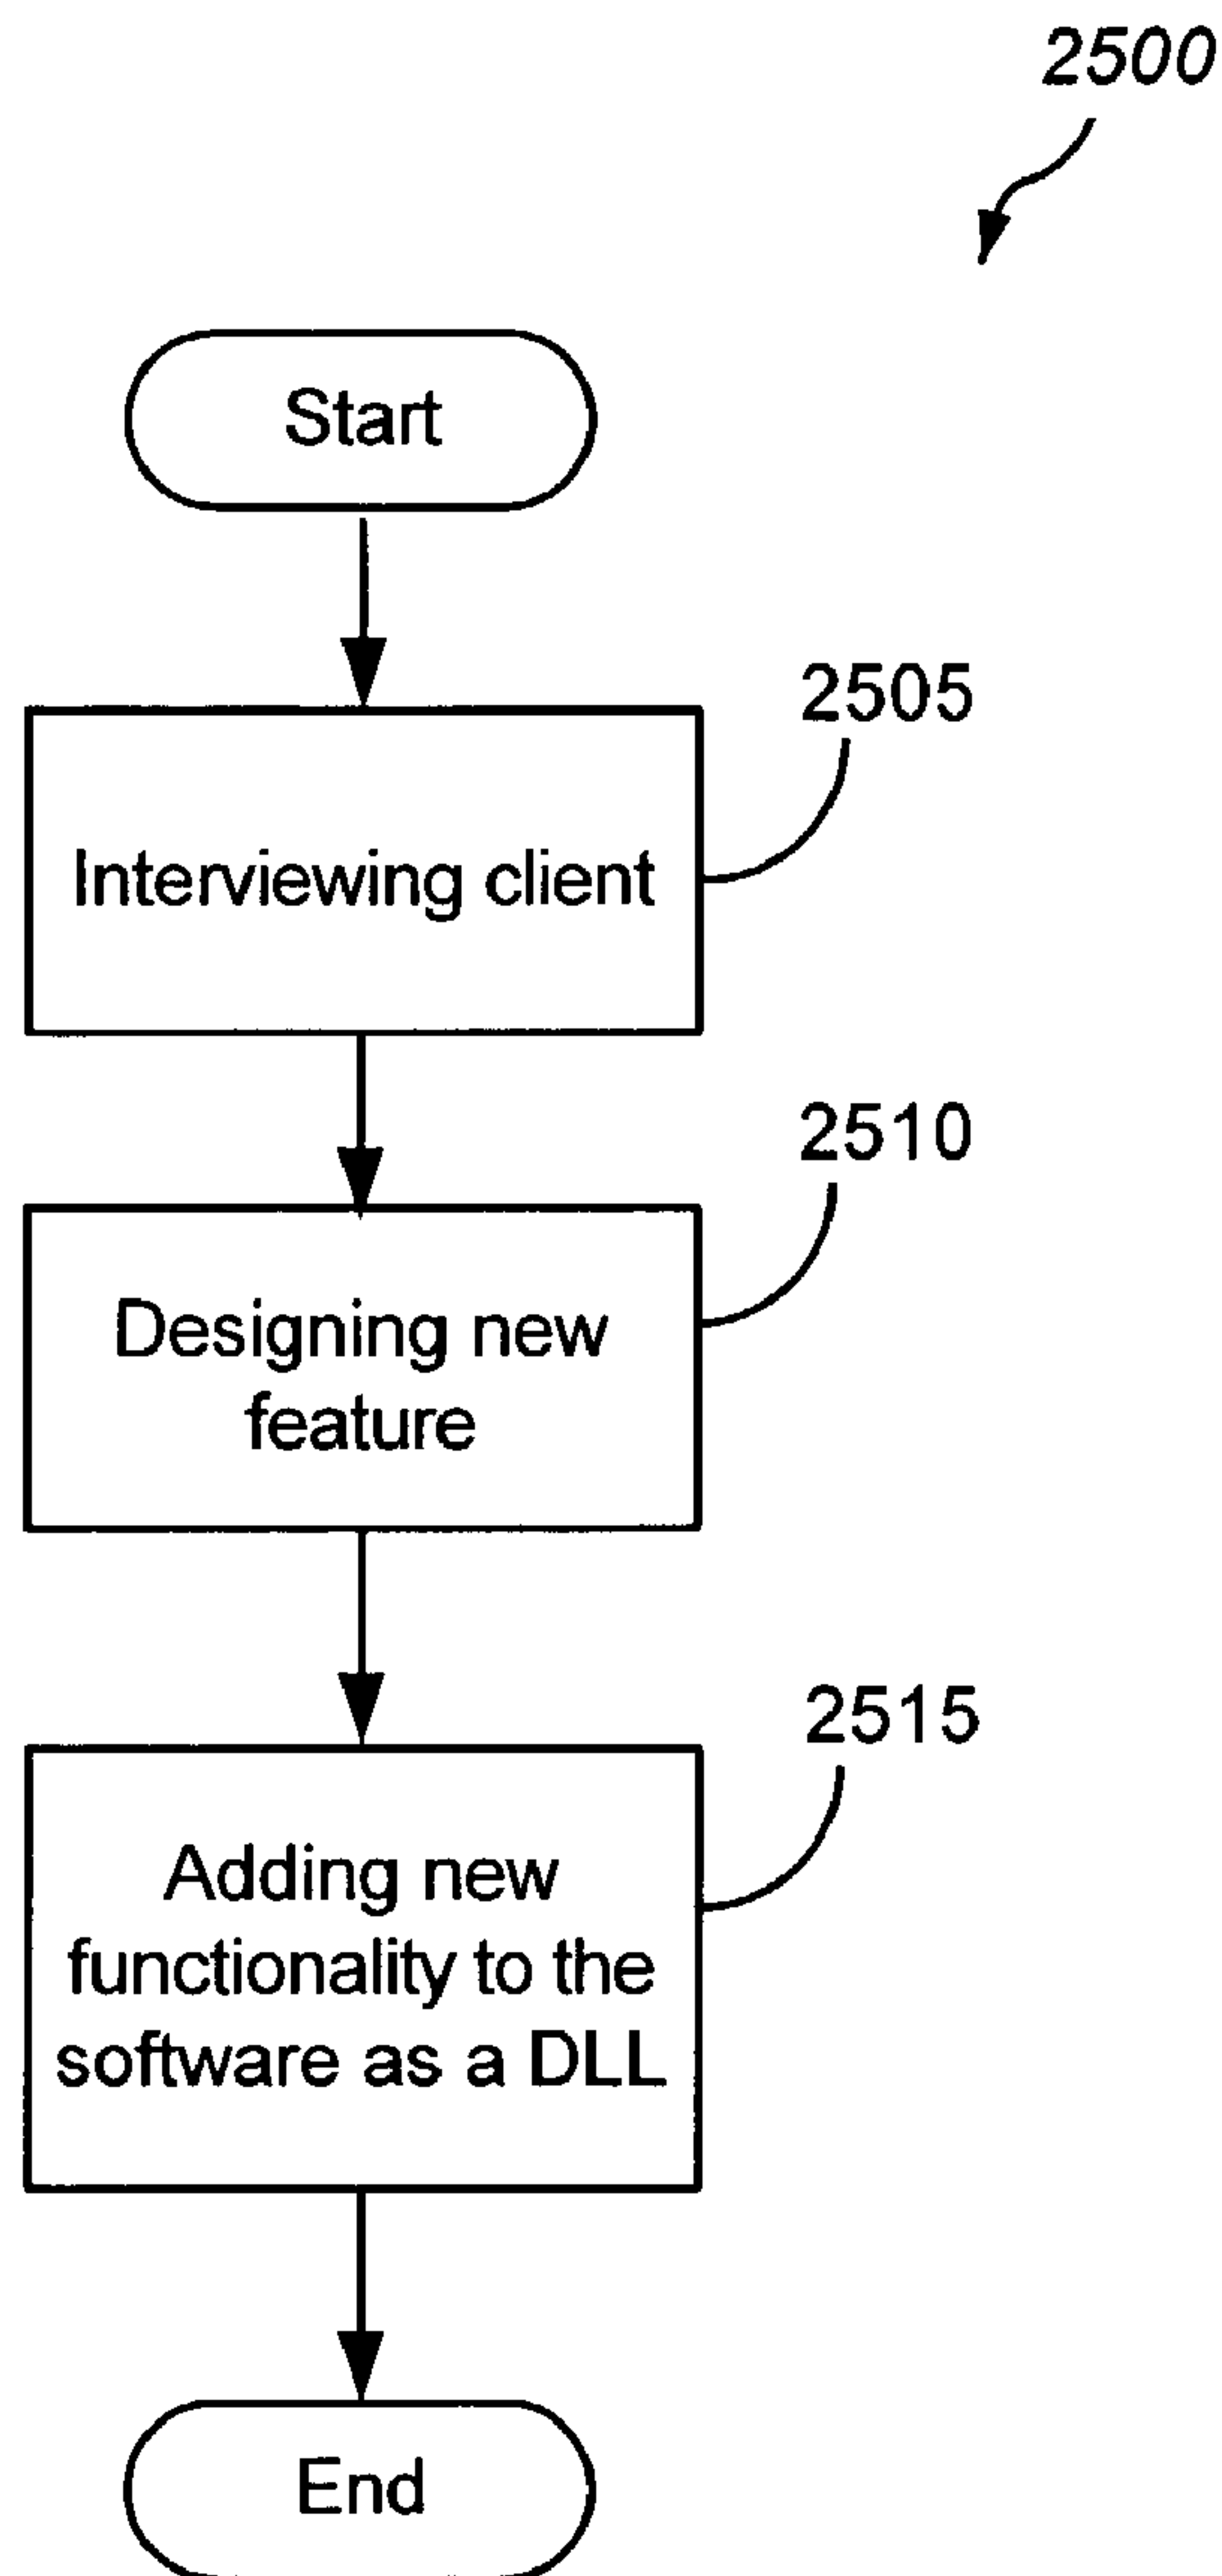 2500
Start
2505
Interviewing client
2510
Designing new
feature
2515
Adding new
functionality to the
software as a DLL
End